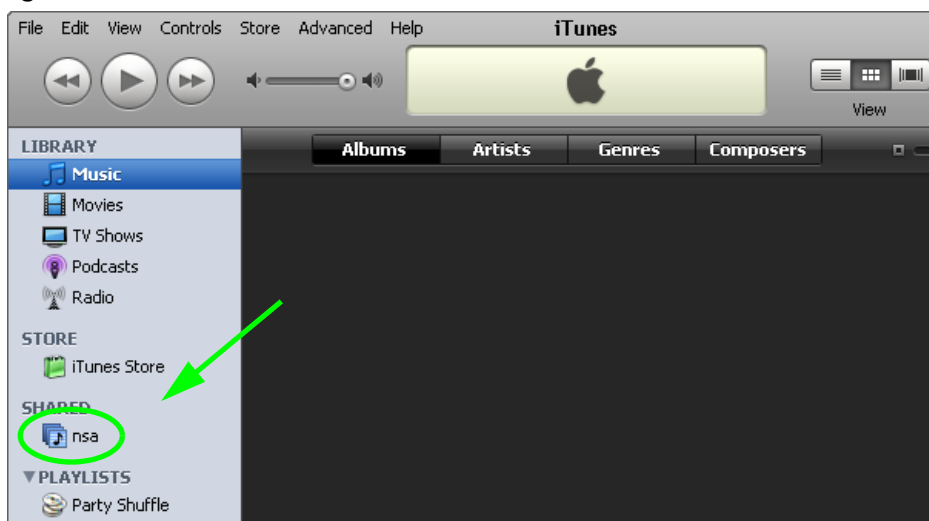 File Edit View Controls Store Advanced Help iTunes
View
Albums Artists Genres Composers
LIBRARY
Music
Movies
TV Shows
Podcasts
Radio
STORE
iTunes Store
SHARED
nsa
PLAYLISTS
Party Shuffle